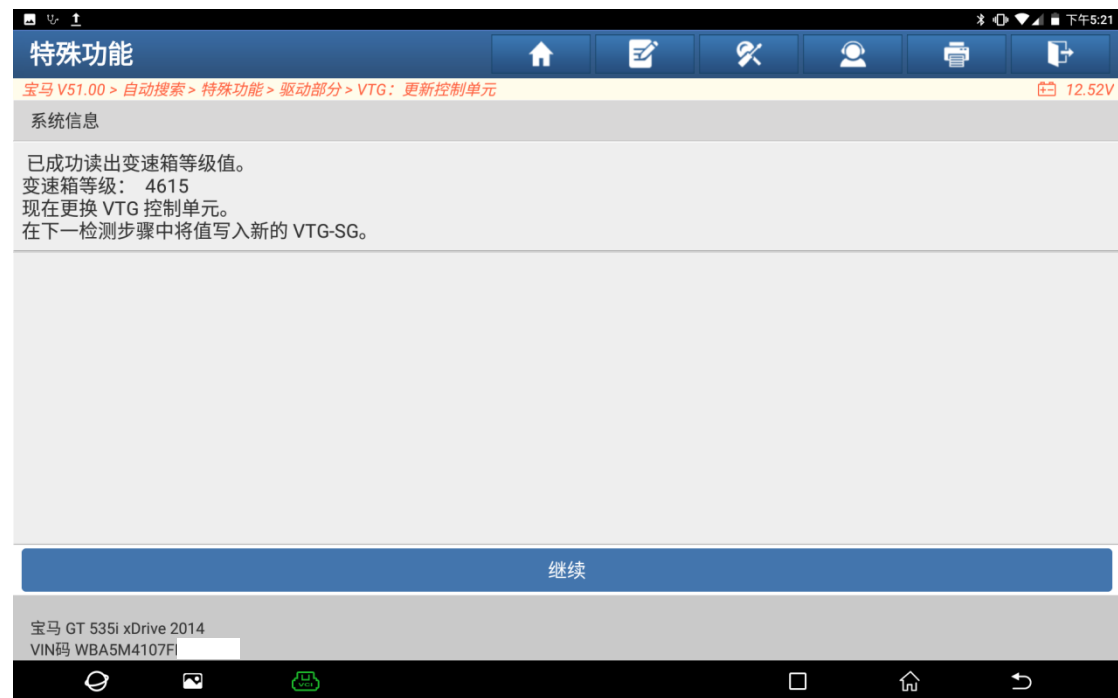 下午5:21
特殊功能
宝马 V51.00 > 自动搜索 > 特殊功能 > 驱动部分 > VTG：更新控制单元
12.52V
系统信息
已成功读出变速箱等级值。
变速箱等级： 4615
现在更换 VTG 控制单元。
在下一检测步骤中将值写入新的 VTG-SG。
继续
宝马 GT 535i xDrive 2014
VIN码 WBA5M4107F
VCI